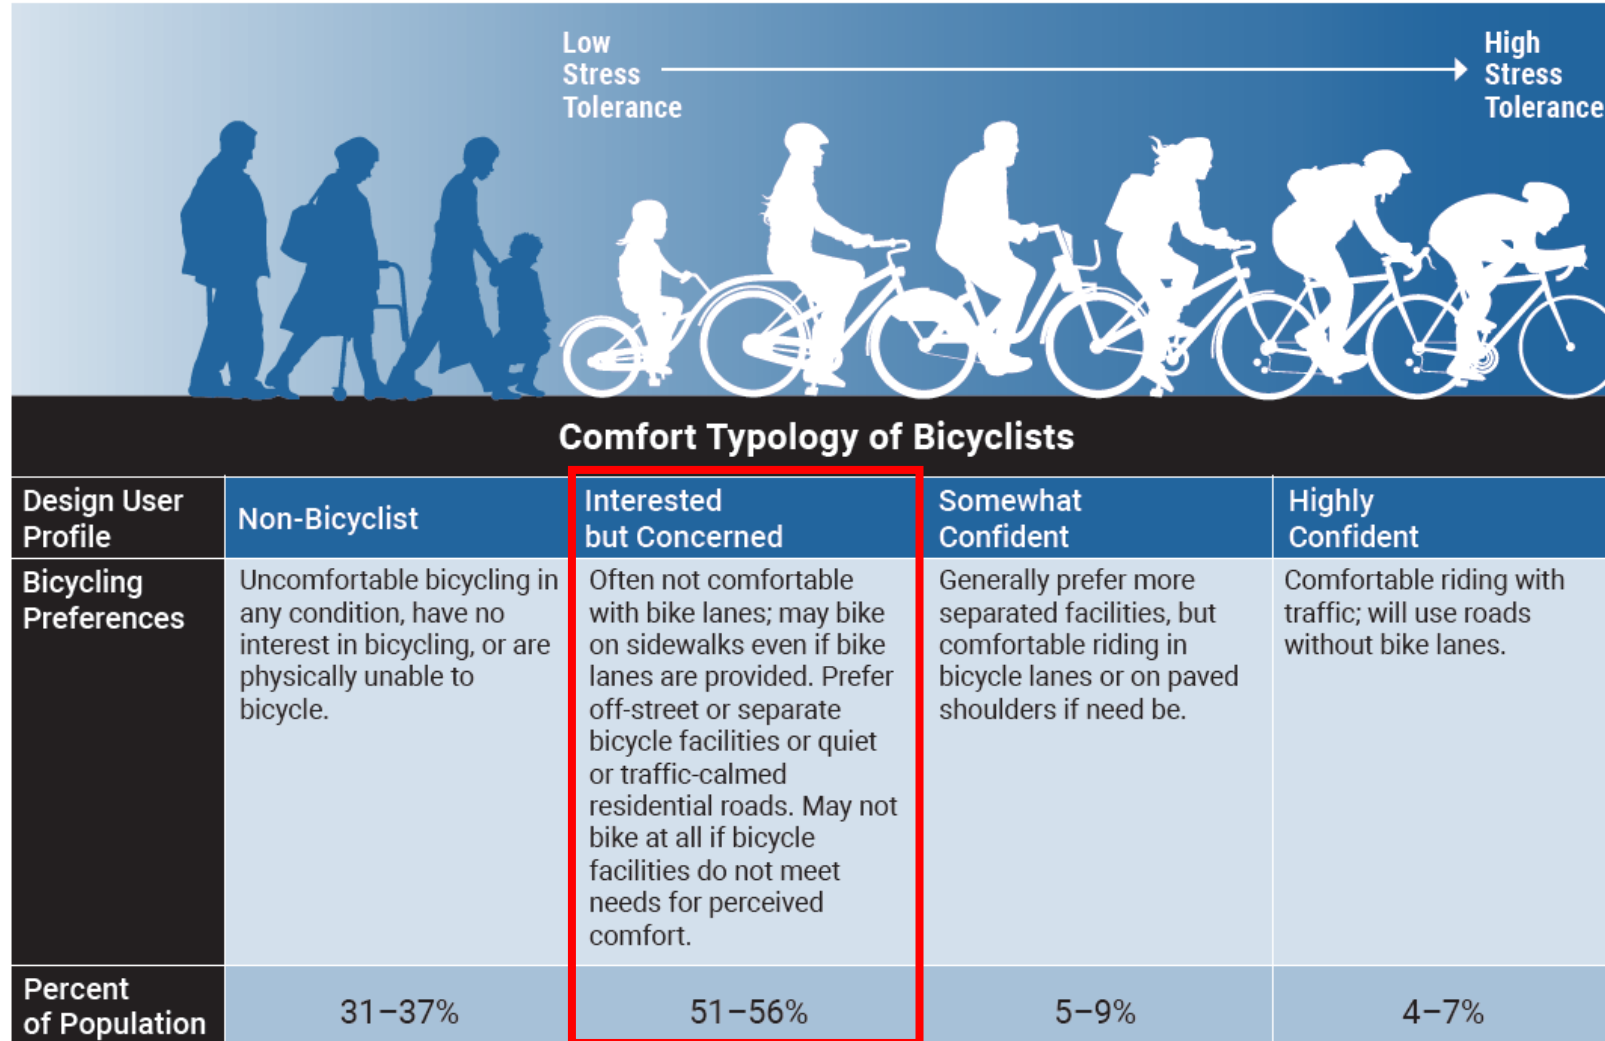 Low
Stress
Tolerance
High
Stress
Tolerance
Comfort Typology of Bicyclists
Design User
Profile
Non-Bicyclist
Interested
but Concerned
Somewhat
Confident
Highly
Confident
Bicycling
Preferences
Uncomfortable bicycling in
any condition, have no
interest in bicycling, or are
physically unable to
bicycle.
Often not comfortable
with bike lanes; may bike
on sidewalks even if bike
lanes are provided. Prefer
off-street or separate
bicycle facilities or quiet
or traffic-calmed
residential roads. May not
bike at all if bicycle
facilities do not meet
needs for perceived
comfort.
Generally prefer more
separated facilities, but
comfortable riding in
bicycle lanes or on paved
shoulders if need be.
Comfortable riding with
traffic; will use roads
without bike lanes.
Percent
of Population
31–37%
51–56%
5–9%
4–7%